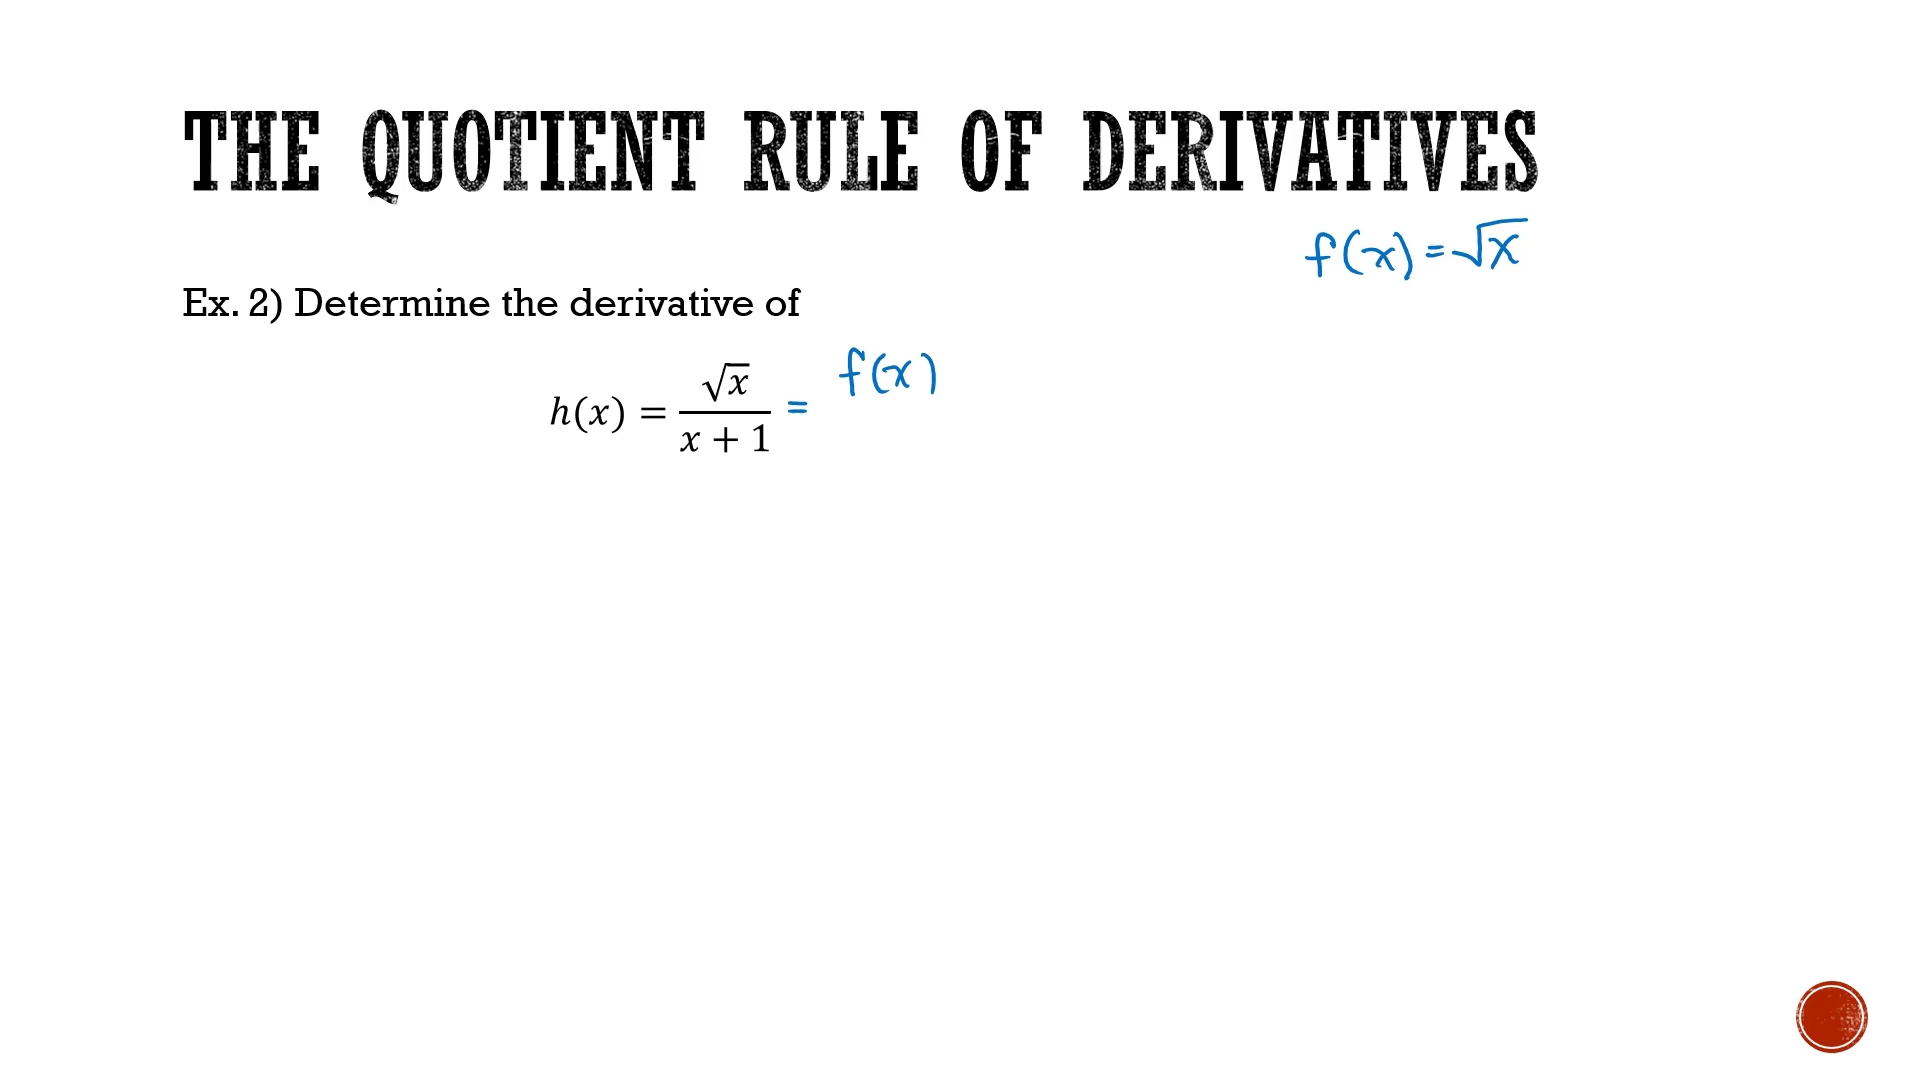 THE QUOTIENT RULE OF DERIVATIVES
f(x) = √x
Ex. 2) Determine the derivative of
h(x) = √x / (x + 1) = f(x)